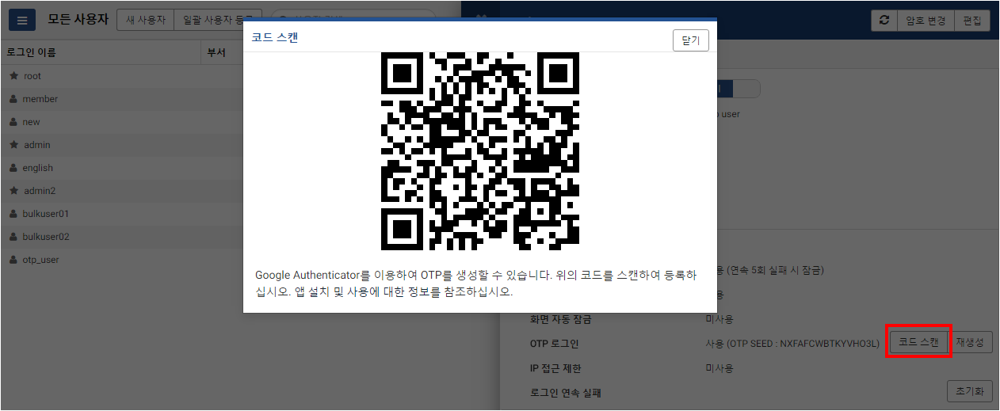 모든 사용자
새 사용자
일괄 사용자 등록
암호 변경
편집
로그인 이름
부서
root
member
new
admin
english
admin2
bulkuser01
bulkuser02
otp_user
코드 스캔
닫기
Google Authenticator를 이용하여 OTP를 생성할 수 있습니다. 위의 코드를 스캔하여 등록하
십시오. 앱 설치 및 사용에 대한 정보를 참조하십시오.
user
(연속 5회 실패 시 잠금)
화면 자동 잠금
미사용
OTP 로그인
사용 (OTP SEED : NXFAFCWBTKYVHO3L)
코드 스캔
재생성
IP 접근 제한
미사용
로그인 연속 실패
초기화